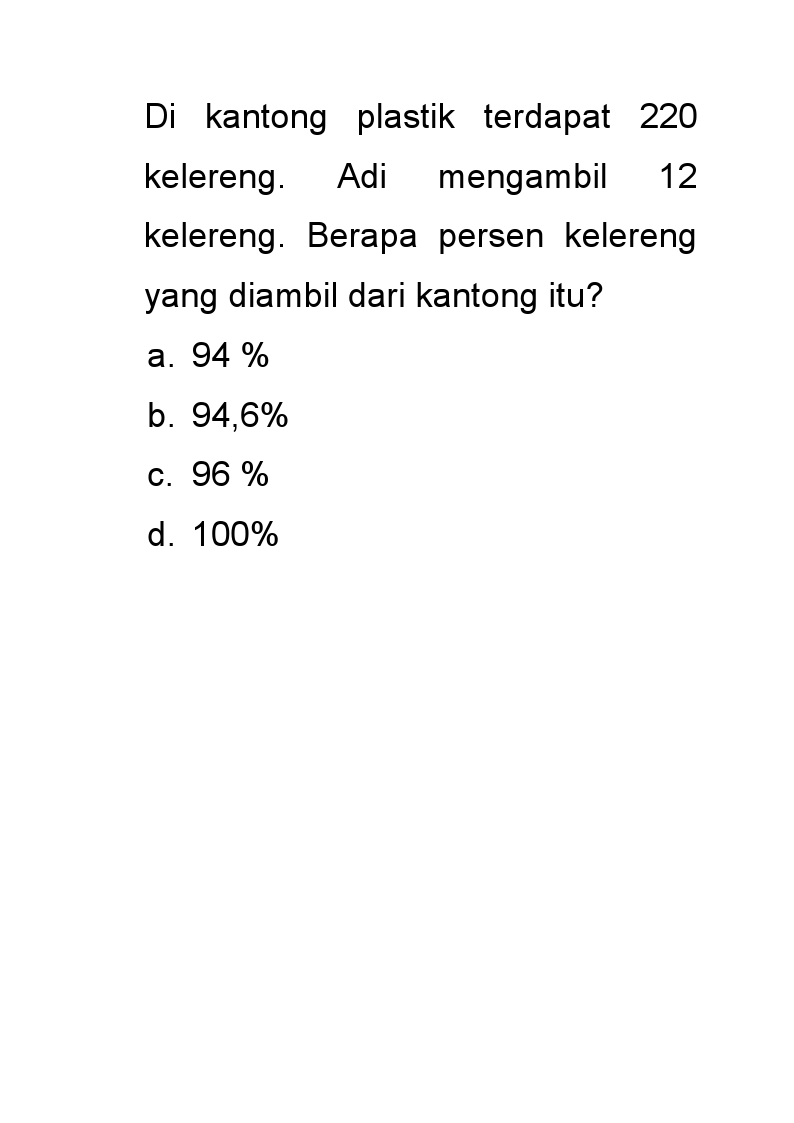 Di kantong plastik terdapat 220
kelereng. Adi mengambil 12
kelereng. Berapa persen kelereng
yang diambil dari kantong itu?
a. 94 %
b. 94,6%
c. 96 %
d. 100%